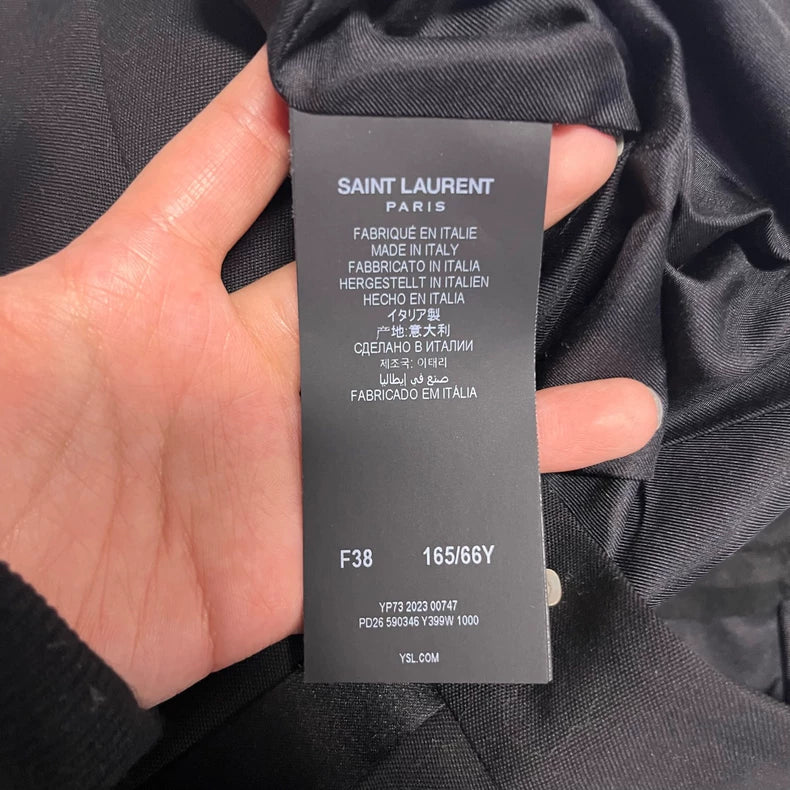 SAINT LAURENT
PARIS
FABRIQUÉ EN ITALIE
MADE IN ITALY
FABBRICATO IN ITALIA
HERGESTELLT IN ITALIEN
HECHO EN ITALIA
イタリア製
产地:意大利
СДЕЛАНО В ИТАЛИИ
제조국: 이태리
صنع في إيطاليا
FABRICADO EM ITÁLIA
F38 165/66Y
YP73 2023 00747
PD26 590346 Y399W 1000
YSL.COM